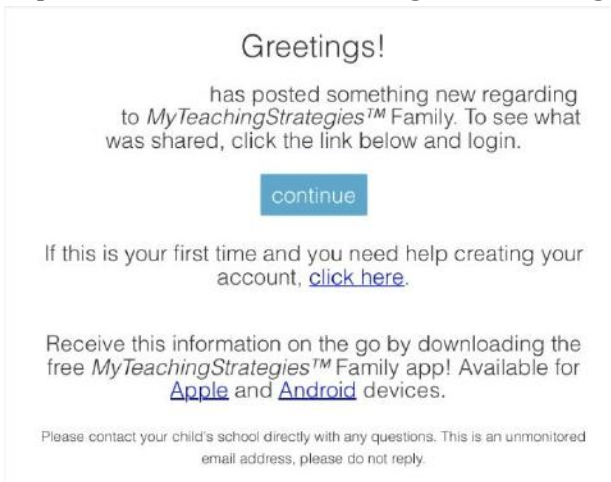 Greetings!
has posted something new regarding
to MyTeachingStrategies™ Family. To see what
was shared, click the link below and login.
continue
If this is your first time and you need help creating your
account, click here.
Receive this information on the go by downloading the
free MyTeachingStrategies™ Family app! Available for
Apple and Android devices.
Please contact your child's school directly with any questions. This is an unmonitored
email address, please do not reply.